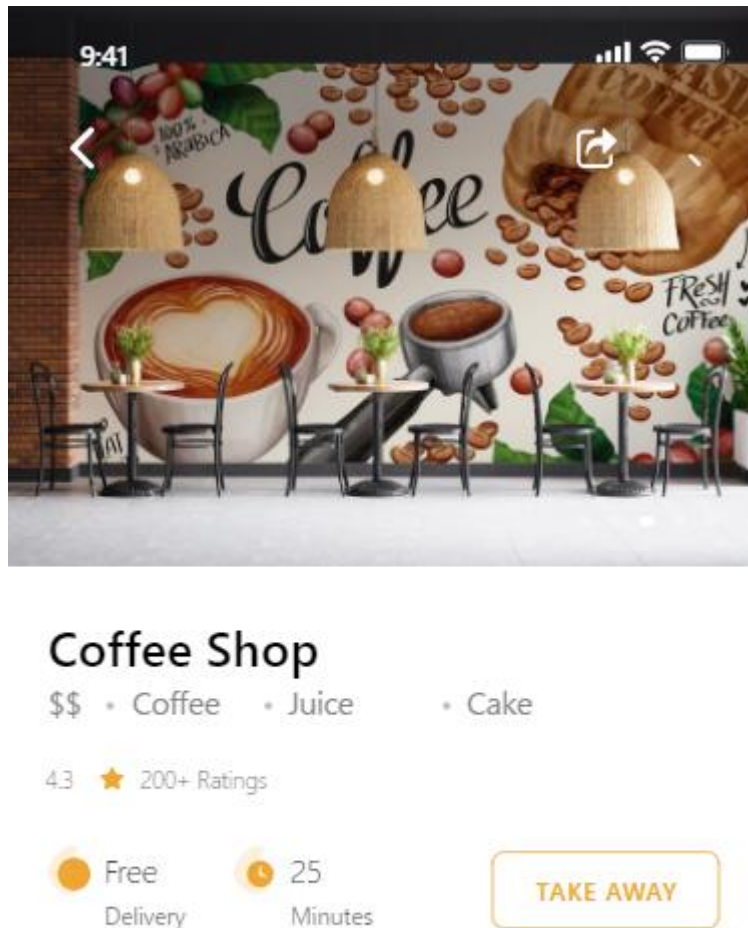 9:41
100%
ARABICA
Coffee
FRESH
COFFEE
Coffee Shop
$$ • Coffee • Juice • Cake
4.3 200+ Ratings
Free
Delivery
25
Minutes
TAKE AWAY